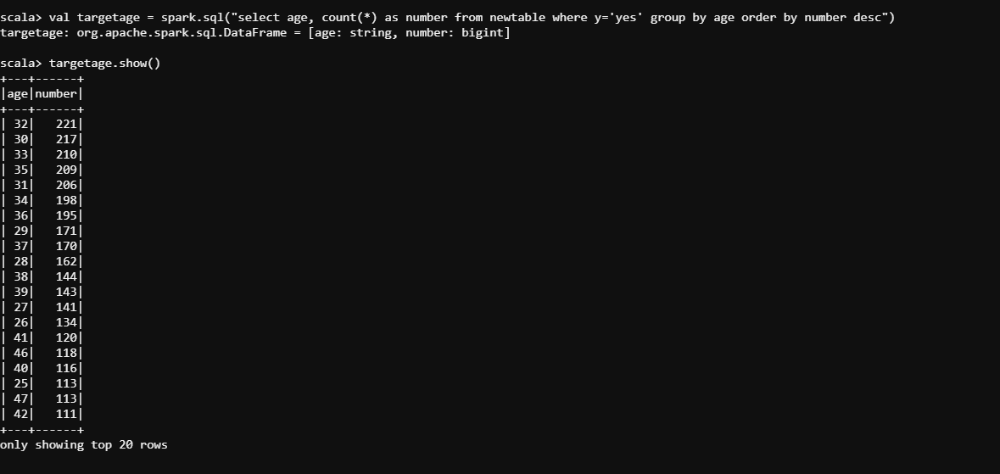 scala> val targetage = spark.sql("select age, count(*) as number from newtable where y='yes' group by age order by number desc")
targetage: org.apache.spark.sql.DataFrame = [age: string, number: bigint]
scala> targetage.show()
+---+------+
|age|number|
+---+------+
| 32|   221|
| 30|   217|
| 33|   210|
| 35|   209|
| 31|   206|
| 34|   198|
| 36|   195|
| 29|   171|
| 37|   170|
| 28|   162|
| 38|   144|
| 39|   143|
| 27|   141|
| 26|   134|
| 41|   120|
| 46|   118|
| 40|   116|
| 25|   113|
| 47|   113|
| 42|   111|
+---+------+
only showing top 20 rows